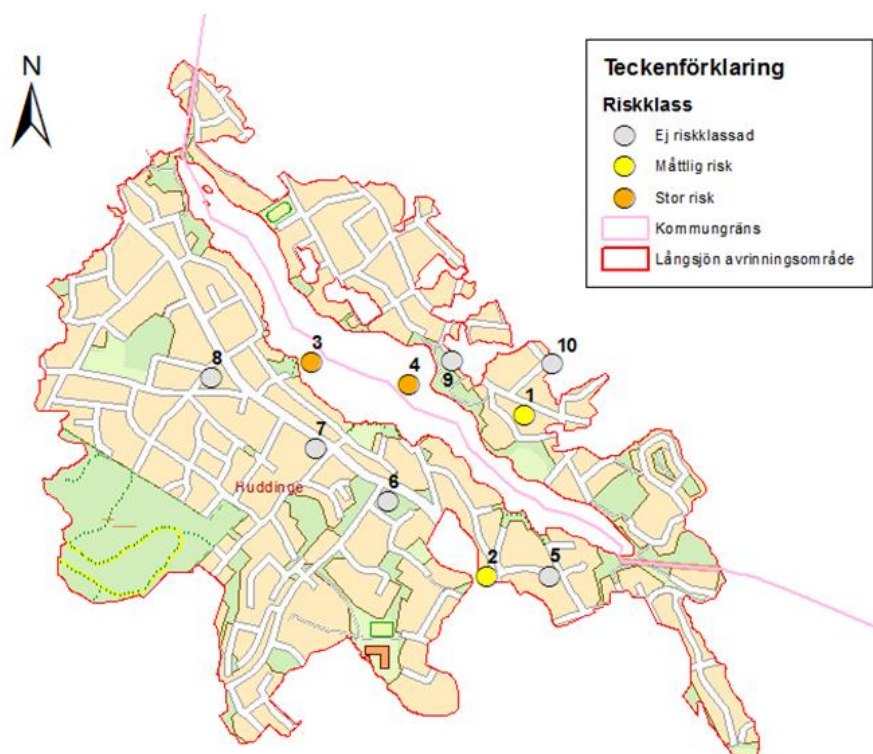 N
Teckenförklaring
Riskklass
Ej riskklassad
Måttlig risk
Stor risk
Kommungräns
Långsjön avrinningsområde
3
10
4
8
9
1
7
Huddinge
6
2
5